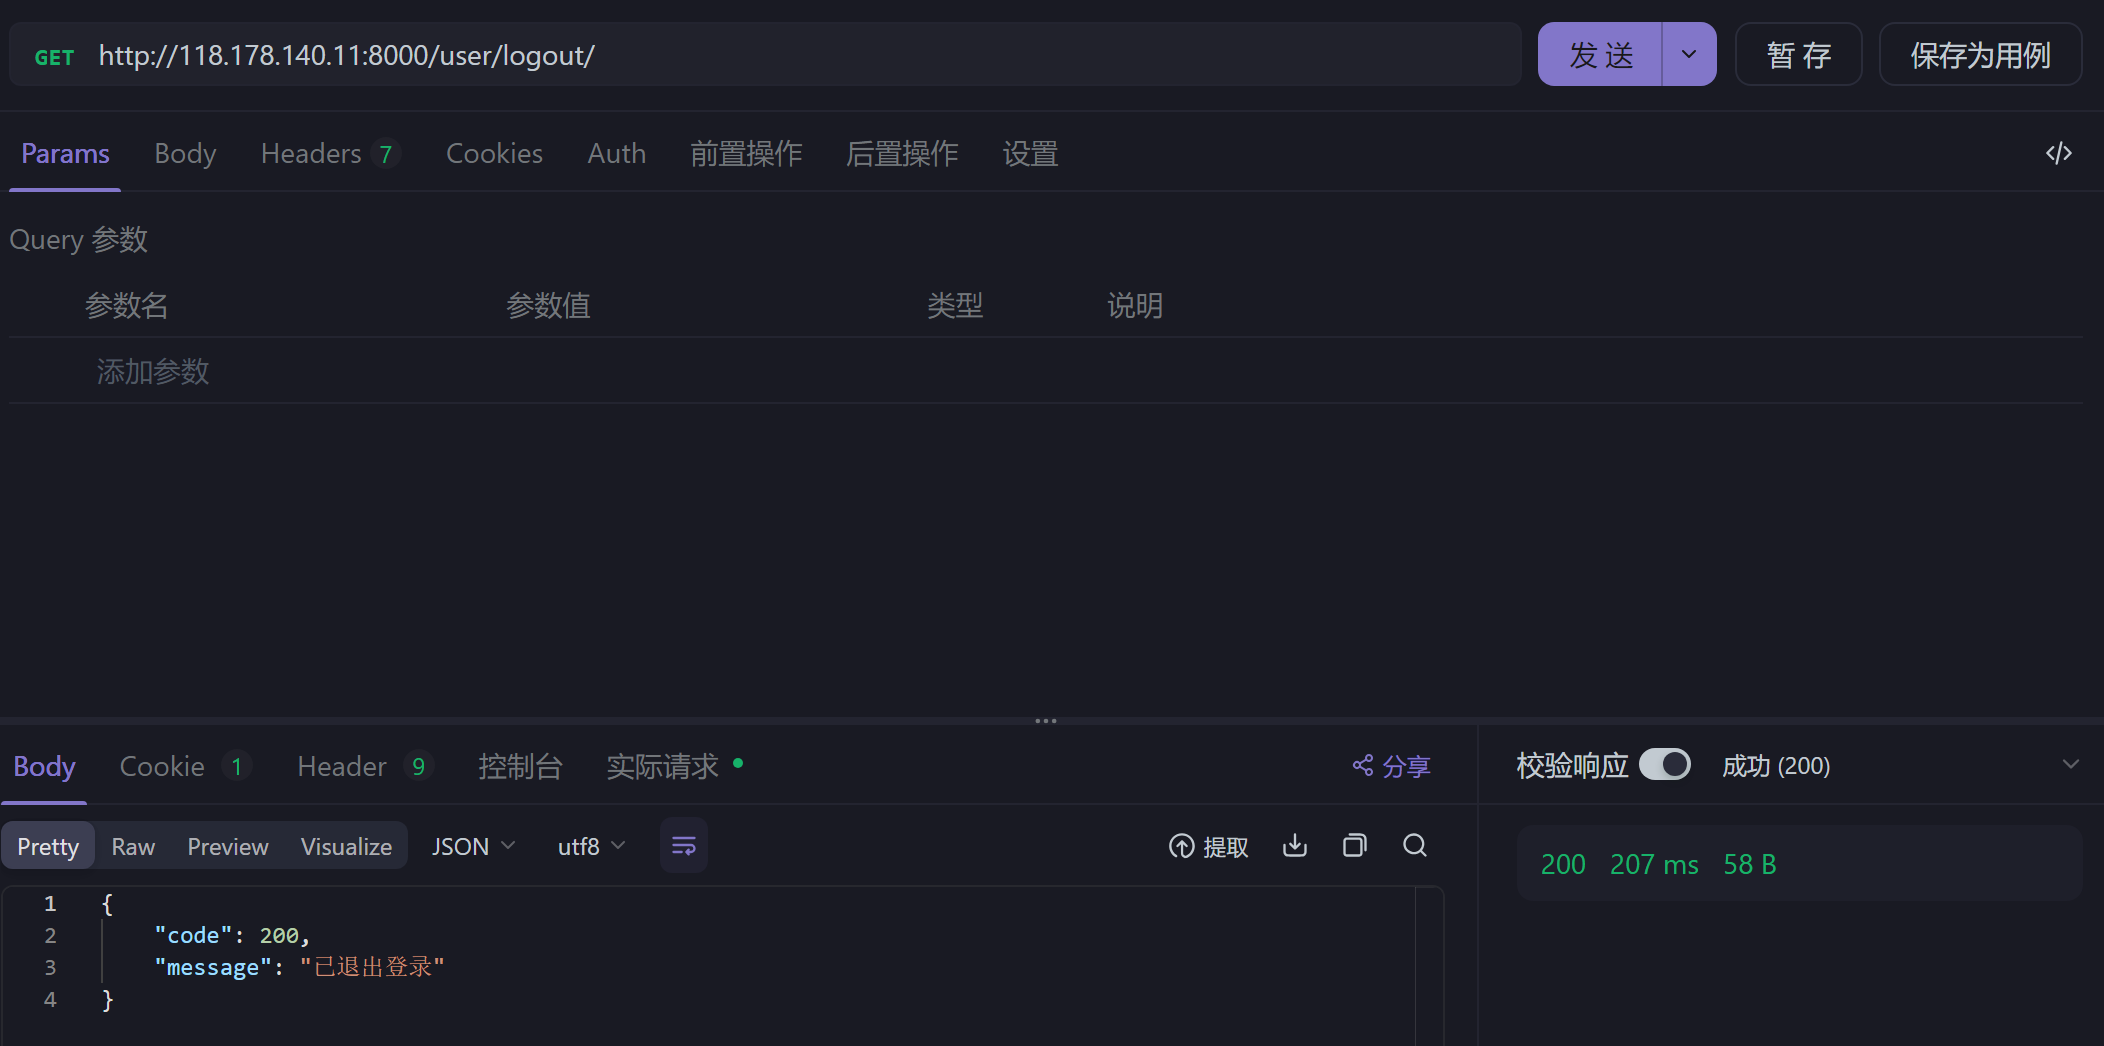 GET http://118.178.140.11:8000/user/logout/ 发送 暂存 保存为用例
Params Body Headers 7 Cookies Auth 前置操作 后置操作 设置 </>
Query 参数
参数名 参数值 类型 说明
添加参数
Body Cookie 1 Header 9 控制台 实际请求 分享 校验响应 成功 (200)
Pretty Raw Preview Visualize JSON utf8 提取
200 207 ms 58 B
1 {
2 "code": 200,
3 "message": "已退出登录"
4 }